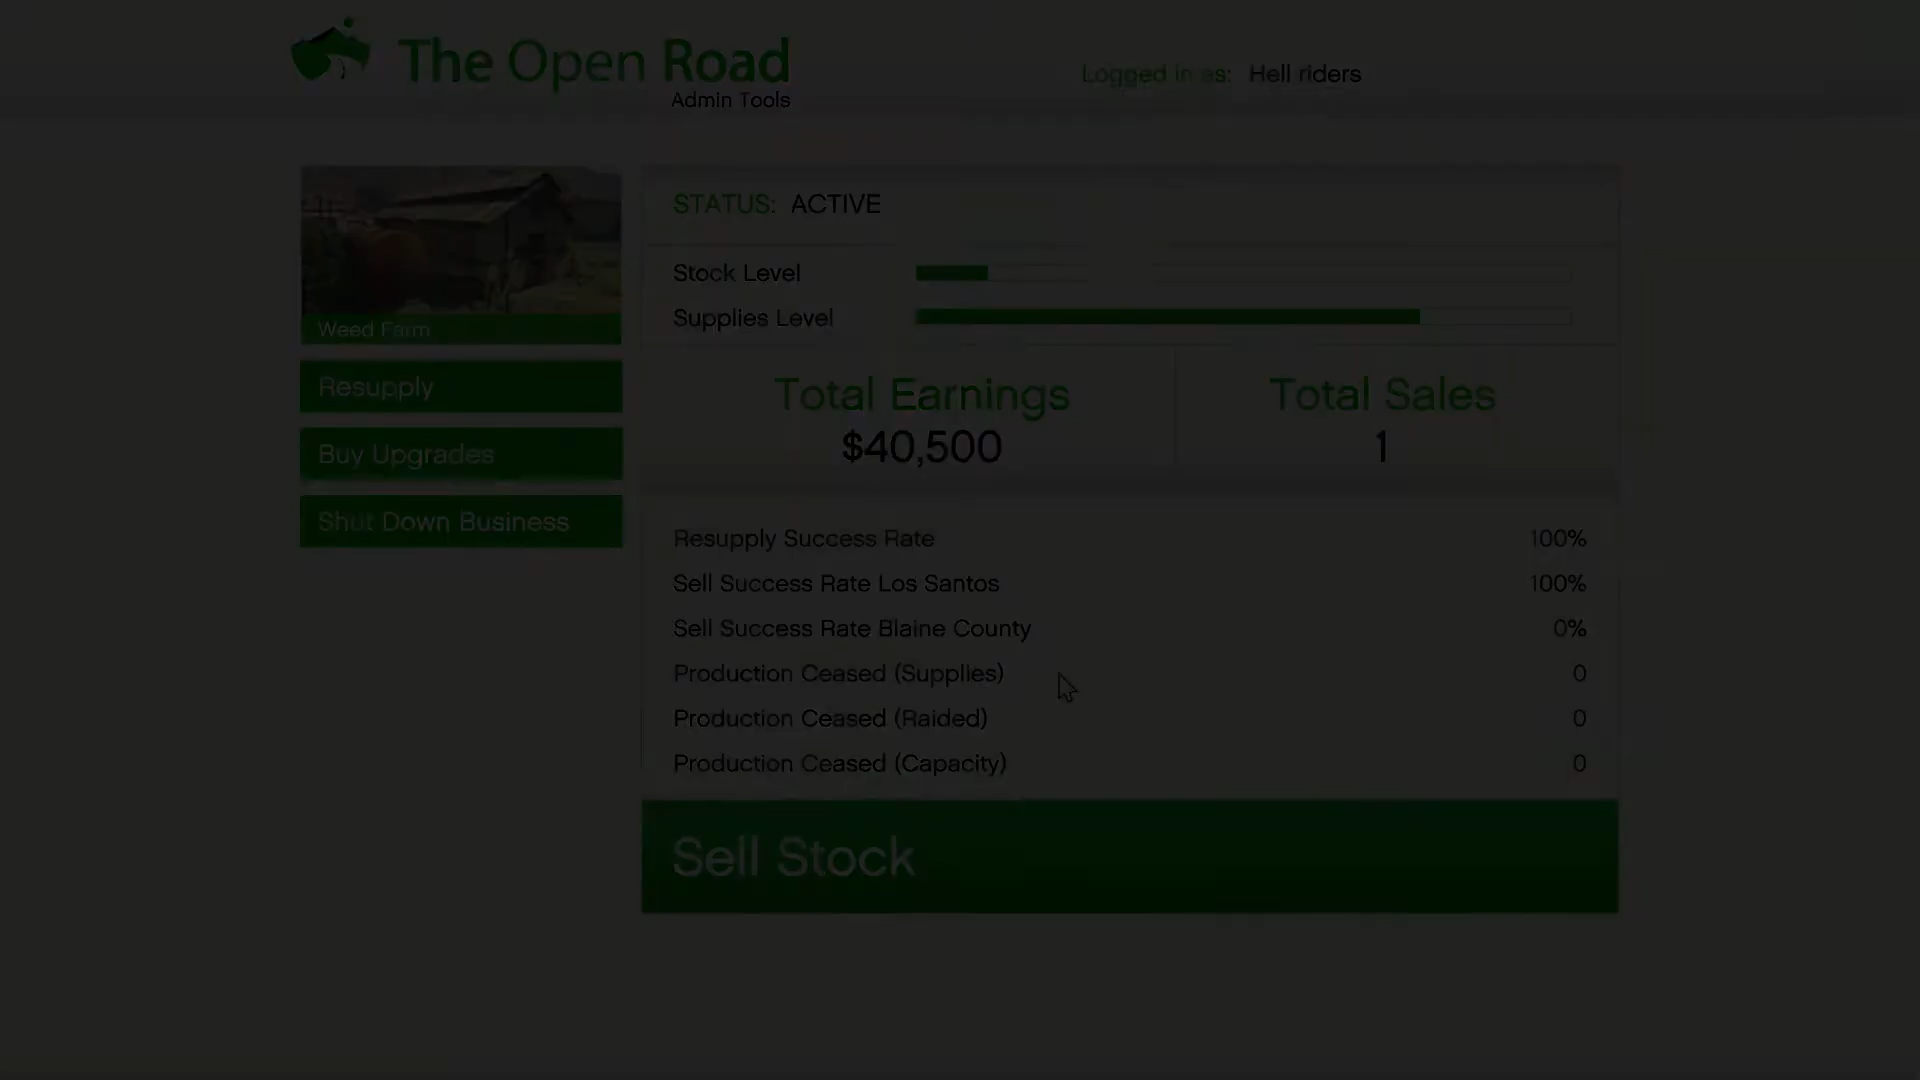 The Open Road
Admin Tools
Logged in as: Hell riders
Weed Farm
Resupply
Buy Upgrades
Shut Down Business
STATUS: ACTIVE
Stock Level
Supplies Level
Total Earnings
$40,500
Total Sales
1
Resupply Success Rate 100%
Sell Success Rate Los Santos 100%
Sell Success Rate Blaine County 0%
Production Ceased (Supplies) 0
Production Ceased (Raided) 0
Production Ceased (Capacity) 0
Sell Stock